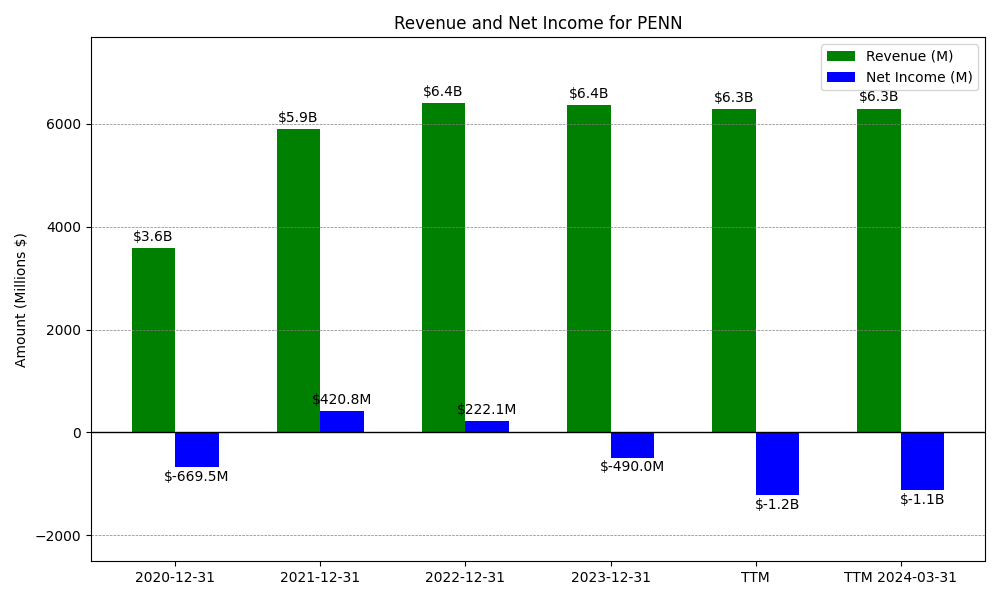 Revenue and Net Income for PENN
Revenue (M)
Net Income (M)
Amount (Millions $)
6000
4000
2000
0
−2000
$3.6B
$5.9B
$6.4B
$6.4B
$6.3B
$6.3B
$-669.5M
$420.8M
$222.1M
$-490.0M
$-1.2B
$-1.1B
2020-12-31
2021-12-31
2022-12-31
2023-12-31
TTM
TTM 2024-03-31